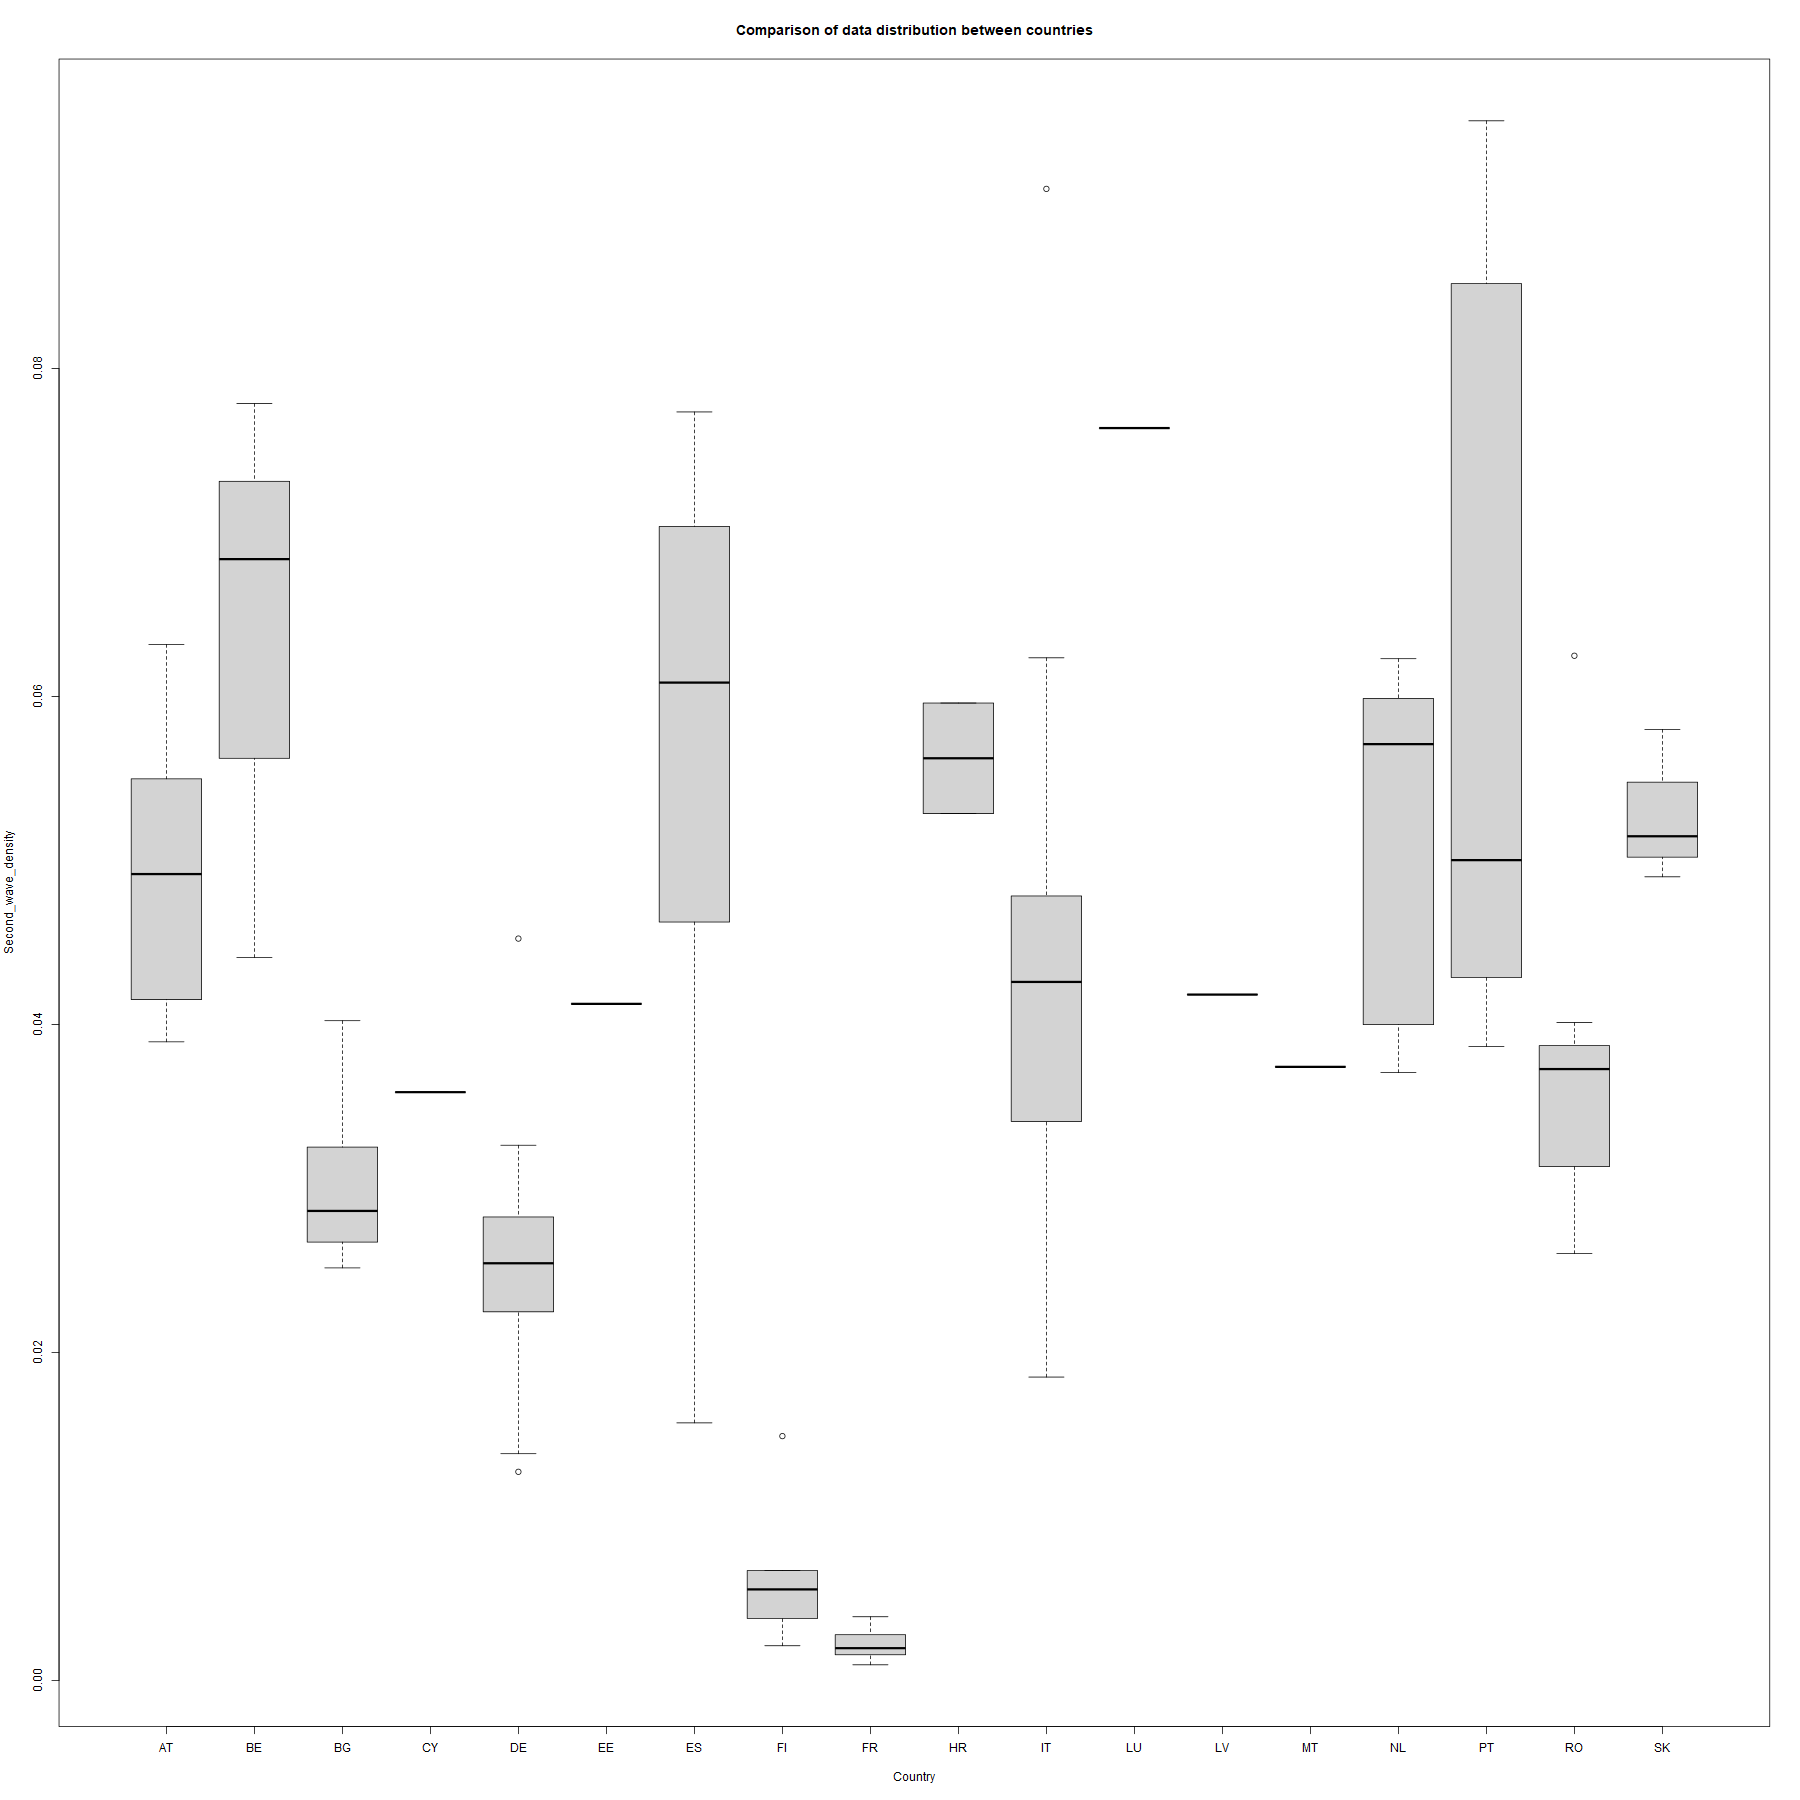 Comparison of data distribution between countries
Second_wave_density
0.08
0.06
0.04
0.02
0.00
AT BE BG CY DE EE ES FI FR HR IT LU LV MT NL PT RO SK
Country